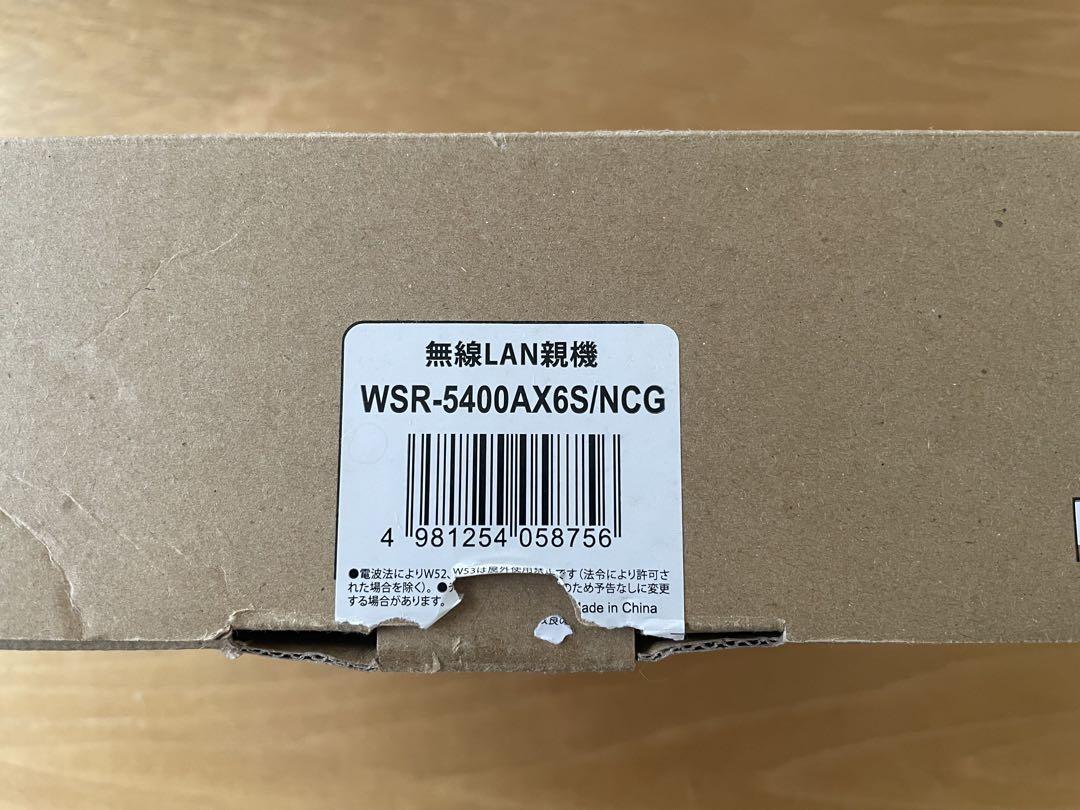 無線LAN親機
WSR-5400AX6S/NCG
4 981254 058756
●電波法によりW52、W53は屋外使用禁止です(法令により許可さ
れた場合を除く)。● のため予告なしに変更
する場合があります。 Made in China
改良の